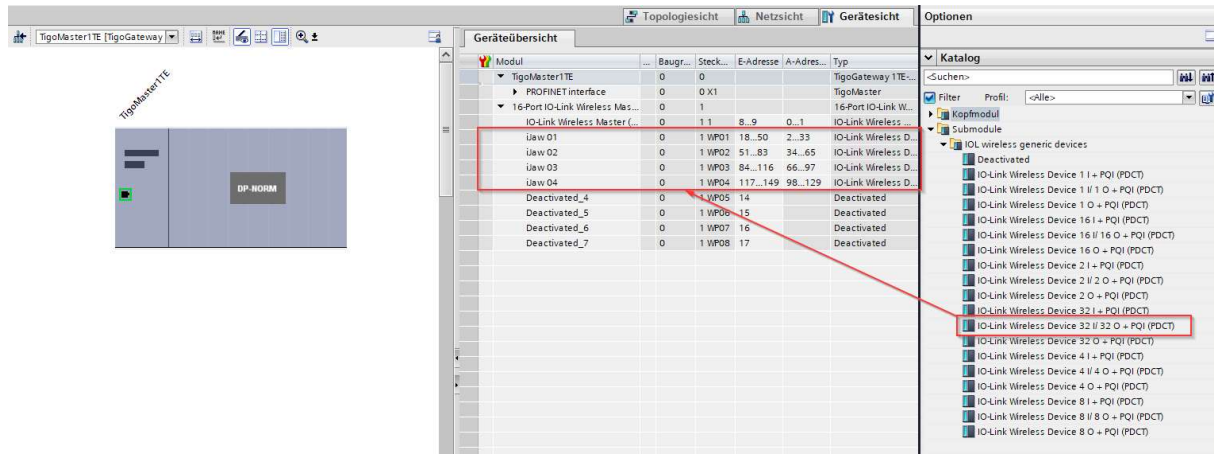 Topologiesicht Netzsicht Gerätesicht Optionen
TigoMaster1TE [TigoGateway
Geräteübersicht
Katalog
Modul ... Baugr... Steck... E-Adresse A-Adres... Typ
<Suchen>
TigoMaster1TE 0 0 TigoGateway 1TE-...
PROFINET interface 0 0 X1 TigoMaster
Filter Profil: <Alle>
16-Port IO-Link Wireless Mas... 0 1 16-Port IO-Link W...
Kopfmodul
IO-Link Wireless Master (... 0 1 1 8...9 0...1 IO-Link Wireless ...
Submodule
iJaw 01 0 1 WP01 18...50 2...33 IO-Link Wireless D...
IOL wireless generic devices
iJaw 02 0 1 WP02 51...83 34...65 IO-Link Wireless D...
Deactivated
iJaw 03 0 1 WP03 84...116 66...97 IO-Link Wireless D...
IO-Link Wireless Device 1 I + PQI (PDCT)
iJaw 04 0 1 WP04 117...149 98...129 IO-Link Wireless D...
IO-Link Wireless Device 1 I/ 1 O + PQI (PDCT)
Deactivated_4 0 1 WP05 14 Deactivated
IO-Link Wireless Device 1 O + PQI (PDCT)
Deactivated_5 0 1 WP06 15 Deactivated
IO-Link Wireless Device 16 I + PQI (PDCT)
Deactivated_6 0 1 WP07 16 Deactivated
IO-Link Wireless Device 16 I/ 16 O + PQI (PDCT)
Deactivated_7 0 1 WP08 17 Deactivated
IO-Link Wireless Device 16 O + PQI (PDCT)
IO-Link Wireless Device 2 I + PQI (PDCT)
IO-Link Wireless Device 2 I/ 2 O + PQI (PDCT)
IO-Link Wireless Device 2 O + PQI (PDCT)
IO-Link Wireless Device 32 I + PQI (PDCT)
IO-Link Wireless Device 32 I/ 32 O + PQI (PDCT)
IO-Link Wireless Device 32 O + PQI (PDCT)
IO-Link Wireless Device 4 I + PQI (PDCT)
IO-Link Wireless Device 4 I/ 4 O + PQI (PDCT)
IO-Link Wireless Device 4 O + PQI (PDCT)
IO-Link Wireless Device 8 I + PQI (PDCT)
IO-Link Wireless Device 8 I/ 8 O + PQI (PDCT)
IO-Link Wireless Device 8 O + PQI (PDCT)
TigoMaster1TE
DP-NORM